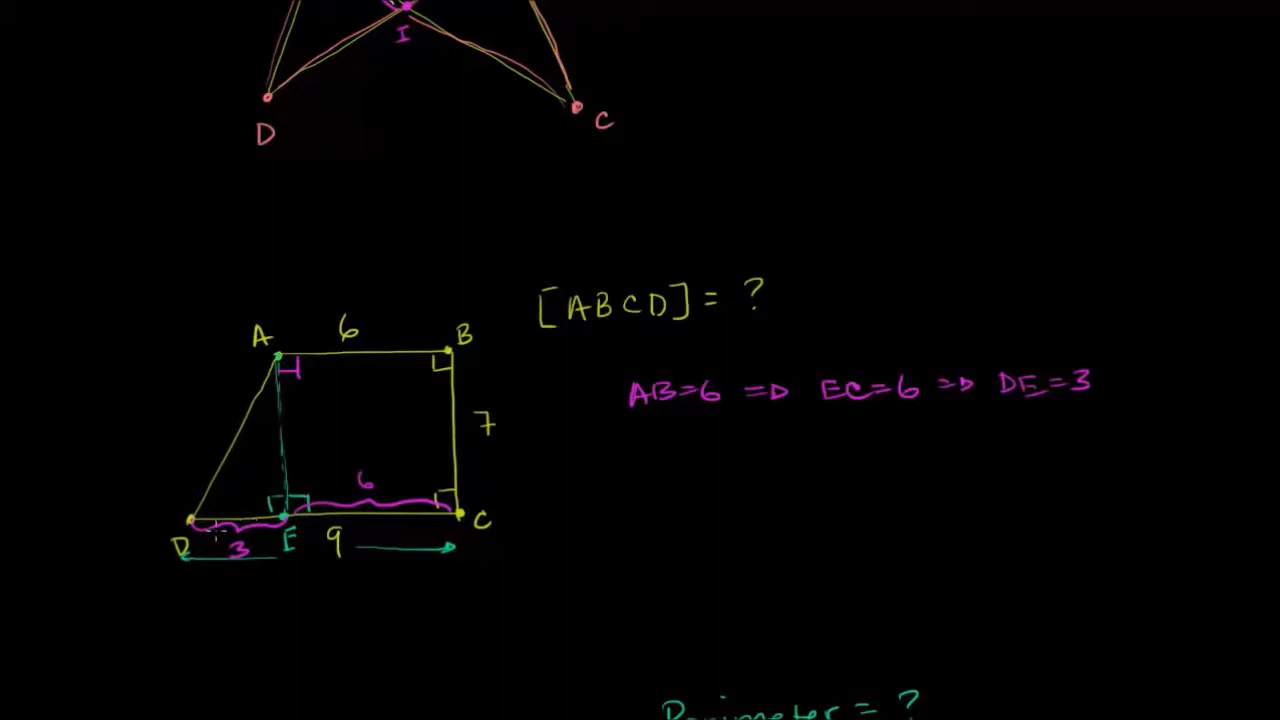 I
D
C
[ABCD] = ?
A 6 B
AB=6 => EC=6 => DE=3
7
6
D 3 E 9 C
Perimeter = ?